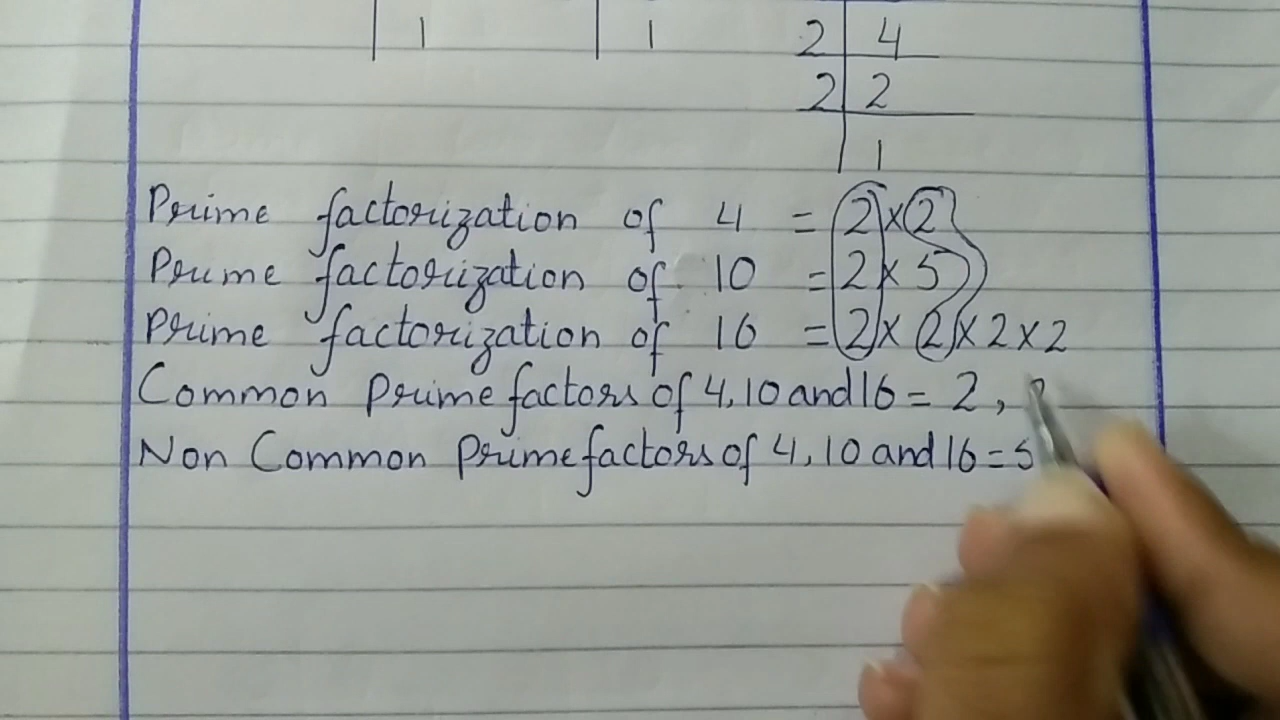 1 1 2 4
2 2
1
Prime factorization of 4 = 2 × 2
Prime factorization of 10 = 2 × 5
Prime factorization of 16 = 2 × 2 × 2 × 2
Common Prime factors of 4, 10 and 16 = 2 ,
Non Common Prime factors of 4, 10 and 16 = 5